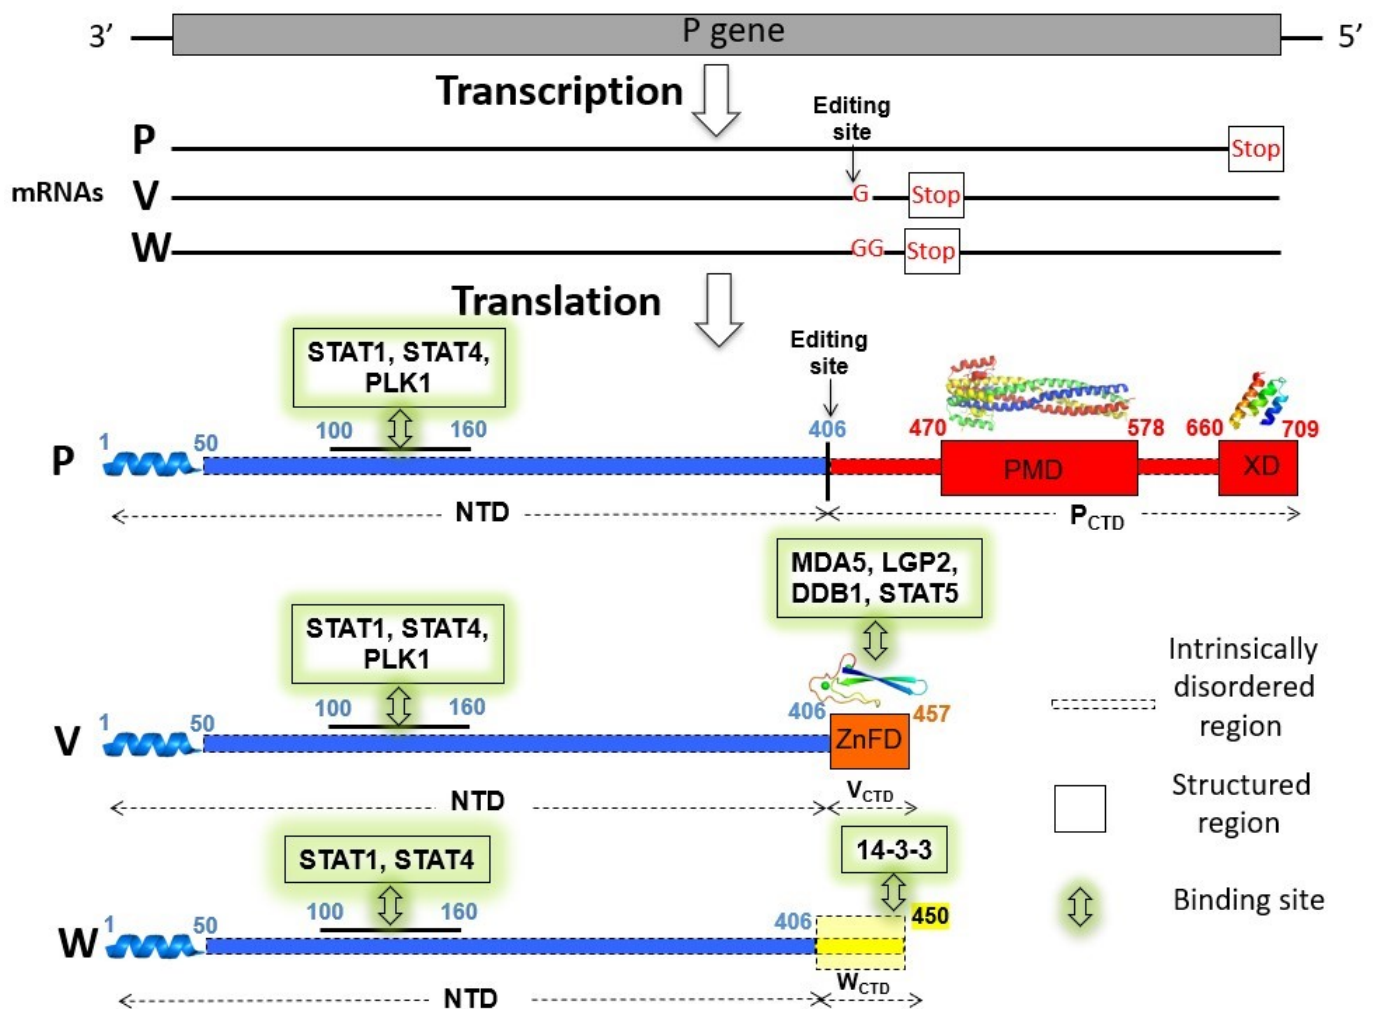 3’ P gene 5’
Transcription
Editing
site
P
Stop
mRNAs V G Stop
W GG Stop
Translation
STAT1, STAT4,
PLK1
Editing
site
1 50 100 160 406 470 578 660 709
P PMD XD
NTD PCTD
MDA5, LGP2,
DDB1, STAT5
STAT1, STAT4,
PLK1
1 50 100 160 406 457
V ZnFD
NTD VCTD
STAT1, STAT4
14-3-3
1 50 100 160 406 450
W
NTD WCTD
Intrinsically
disordered
region
Structured
region
Binding site